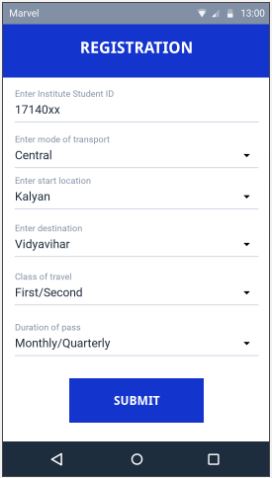 Marvel 13:00
REGISTRATION
Enter Institute Student ID
17140xx
Enter mode of transport
Central
Enter start location
Kalyan
Enter destination
Vidyavihar
Class of travel
First/Second
Duration of pass
Monthly/Quarterly
SUBMIT